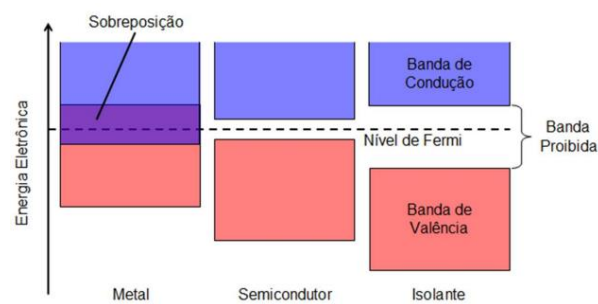 Sobreposição
Energia Eletrônica
Banda de
Condução
Nível de Fermi
Banda
Proibida
Banda de
Valência
Metal
Semicondutor
Isolante